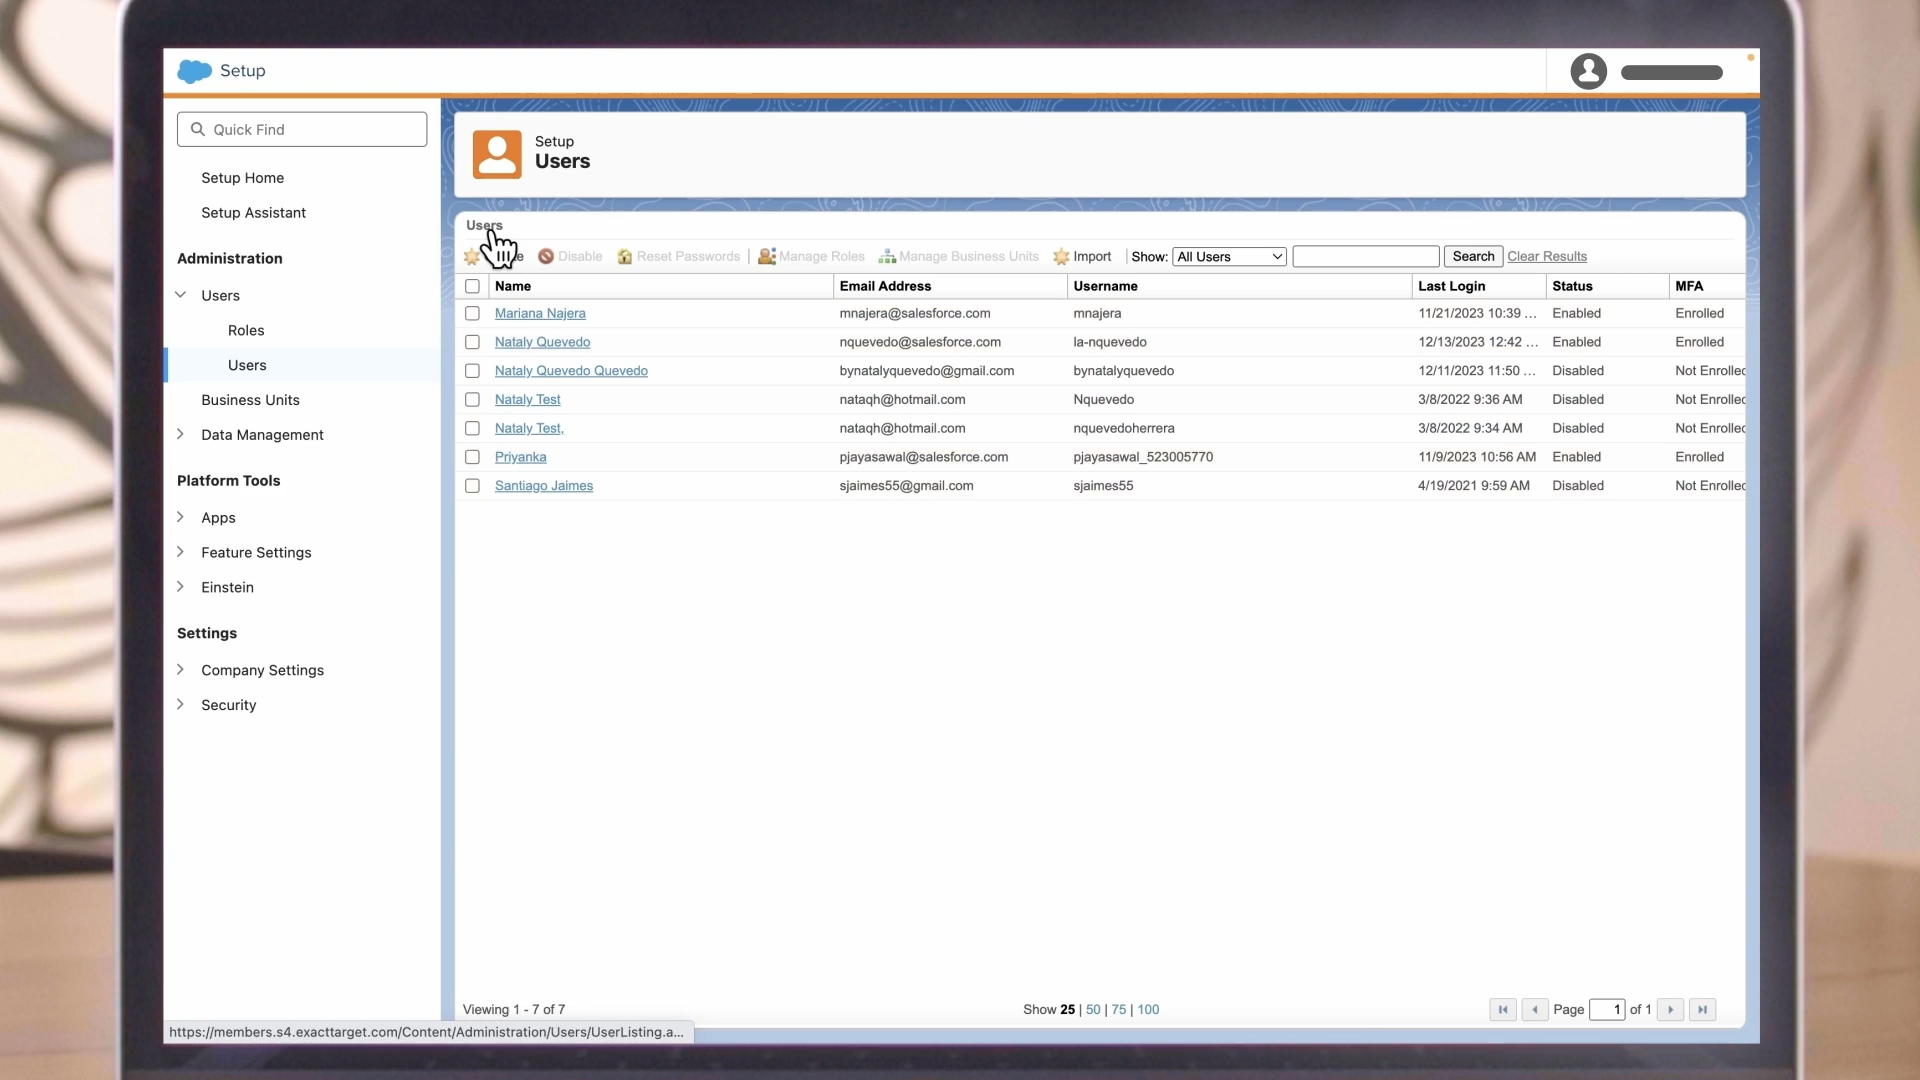 Setup
Quick Find
Setup Home
Setup Assistant
Administration
Users
Roles
Users
Business Units
Data Management
Platform Tools
Apps
Feature Settings
Einstein
Settings
Company Settings
Security
Setup
Users
Users
Disable Reset Passwords | Manage Roles Manage Business Units Import | Show: All Users Search Clear Results
Name Email Address Username Last Login Status MFA
Mariana Najera mnajera@salesforce.com mnajera 11/21/2023 10:39 ... Enabled Enrolled
Nataly Quevedo nquevedo@salesforce.com la-nquevedo 12/13/2023 12:42 ... Enabled Enrolled
Nataly Quevedo Quevedo bynatalyquevedo@gmail.com bynatalyquevedo 12/11/2023 11:50 ... Disabled Not Enrolled
Nataly Test nataqh@hotmail.com Nquevedo 3/8/2022 9:36 AM Disabled Not Enrolled
Nataly Test, nataqh@hotmail.com nquevedoherrera 3/8/2022 9:34 AM Disabled Not Enrolled
Priyanka pjayasawal@salesforce.com pjayasawal_523005770 11/9/2023 10:56 AM Enabled Enrolled
Santiago Jaimes sjaimes55@gmail.com sjaimes55 4/19/2021 9:59 AM Disabled Not Enrolled
Viewing 1 - 7 of 7 Show 25 | 50 | 75 | 100 Page 1 of 1
https://members.s4.exacttarget.com/Content/Administration/Users/UserListing.a...